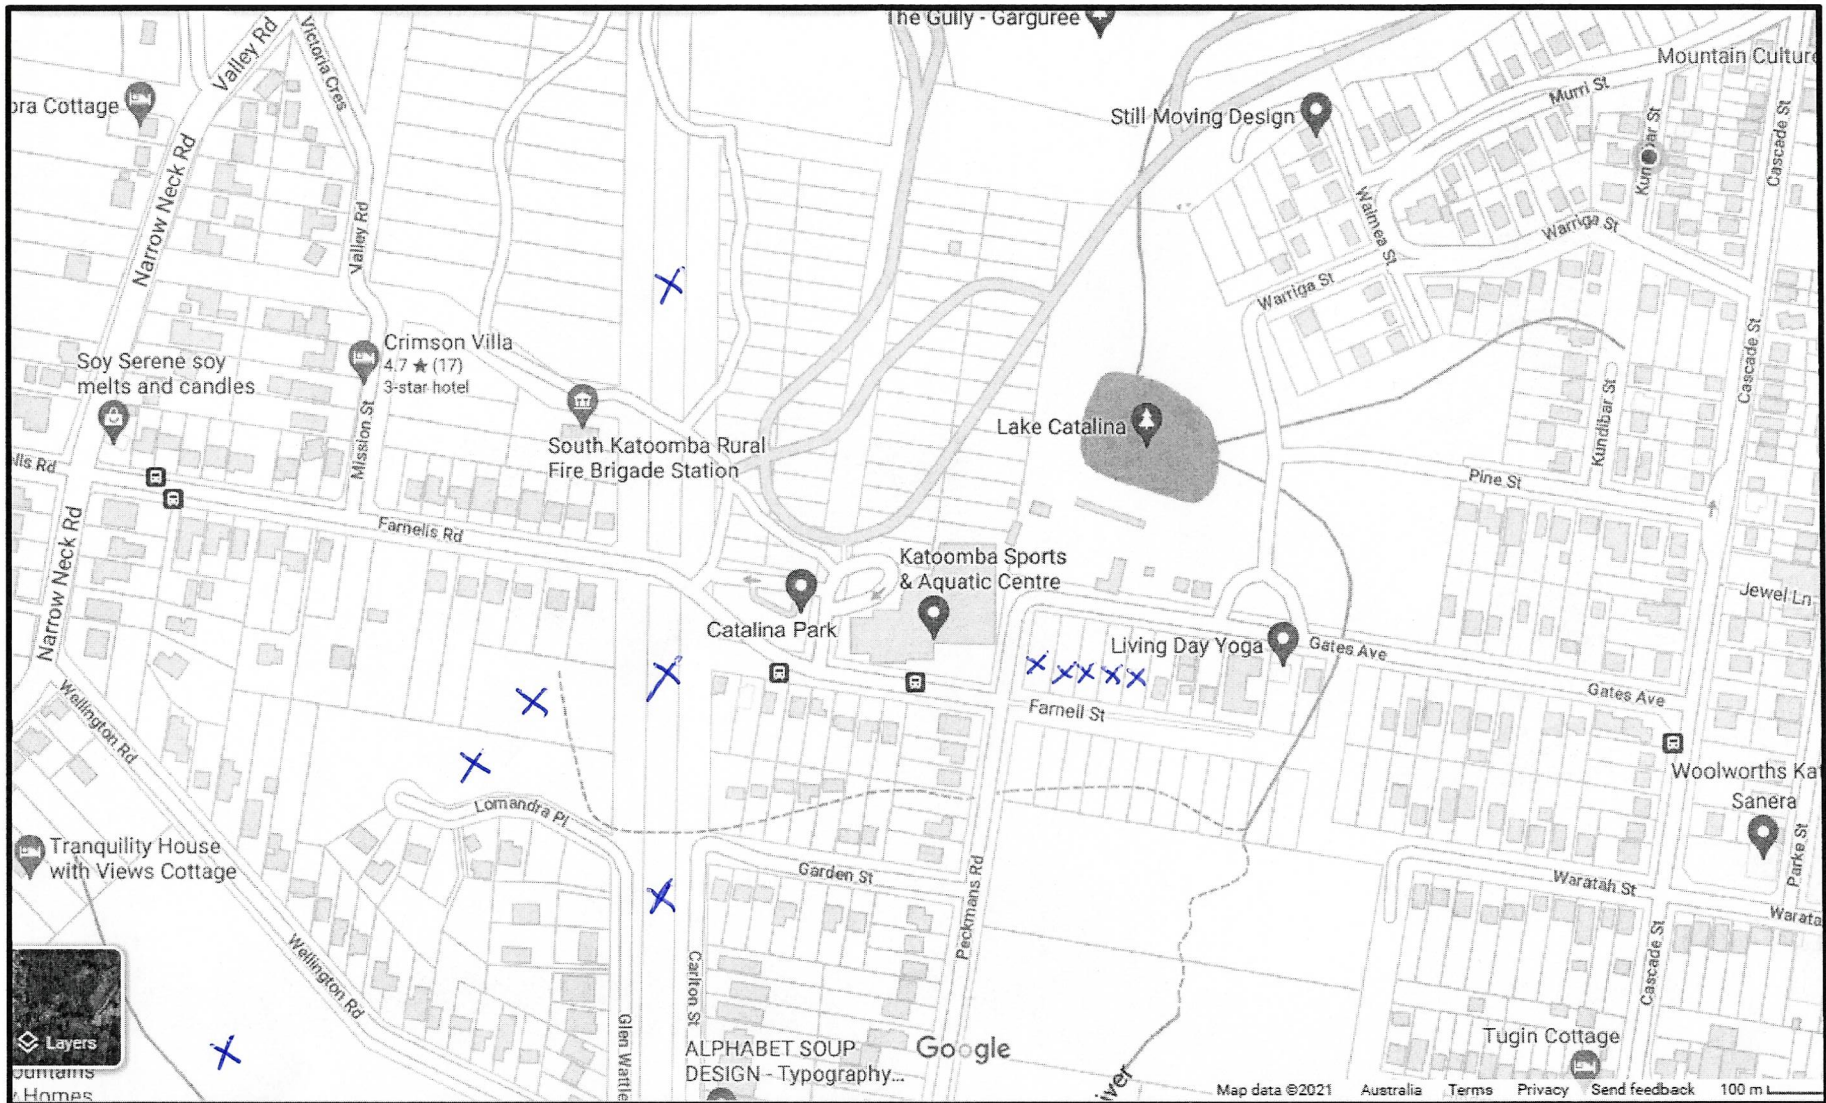 The Gully - Garguree
Mountain Culture
Valley Rd
Victoria Cres
ora Cottage
Still Moving Design
Murri St
Cascade St
Narrow Neck Rd
Valley Rd
Waimea St
Warriga St
Warriga St
Crimson Villa
4.7 ★ (17)
3-star hotel
Soy Serene soy
melts and candles
Cascade St
Lake Catalina
Mission St
South Katoomba Rural
Fire Brigade Station
Kundibar St
lls Rd
Pine St
Farnells Rd
Narrow Neck Rd
Katoomba Sports
& Aquatic Centre
Jewel Ln
Catalina Park
Living Day Yoga
Gates Ave
Gates Ave
Farnell St
Wellington Rd
Woolworths Kat
Sanera
Lomandra Pl
Tranquility House
with Views Cottage
Garden St
Peckmans Rd
Parke St
Waratah St
Warata
Wellington Rd
Carlton St
Cascade St
Glen Wattle
Layers
ountains
y Homes
ALPHABET SOUP
DESIGN - Typography...
Google
Tugin Cottage
iver
Map data ©2021 Australia Terms Privacy Send feedback 100 m